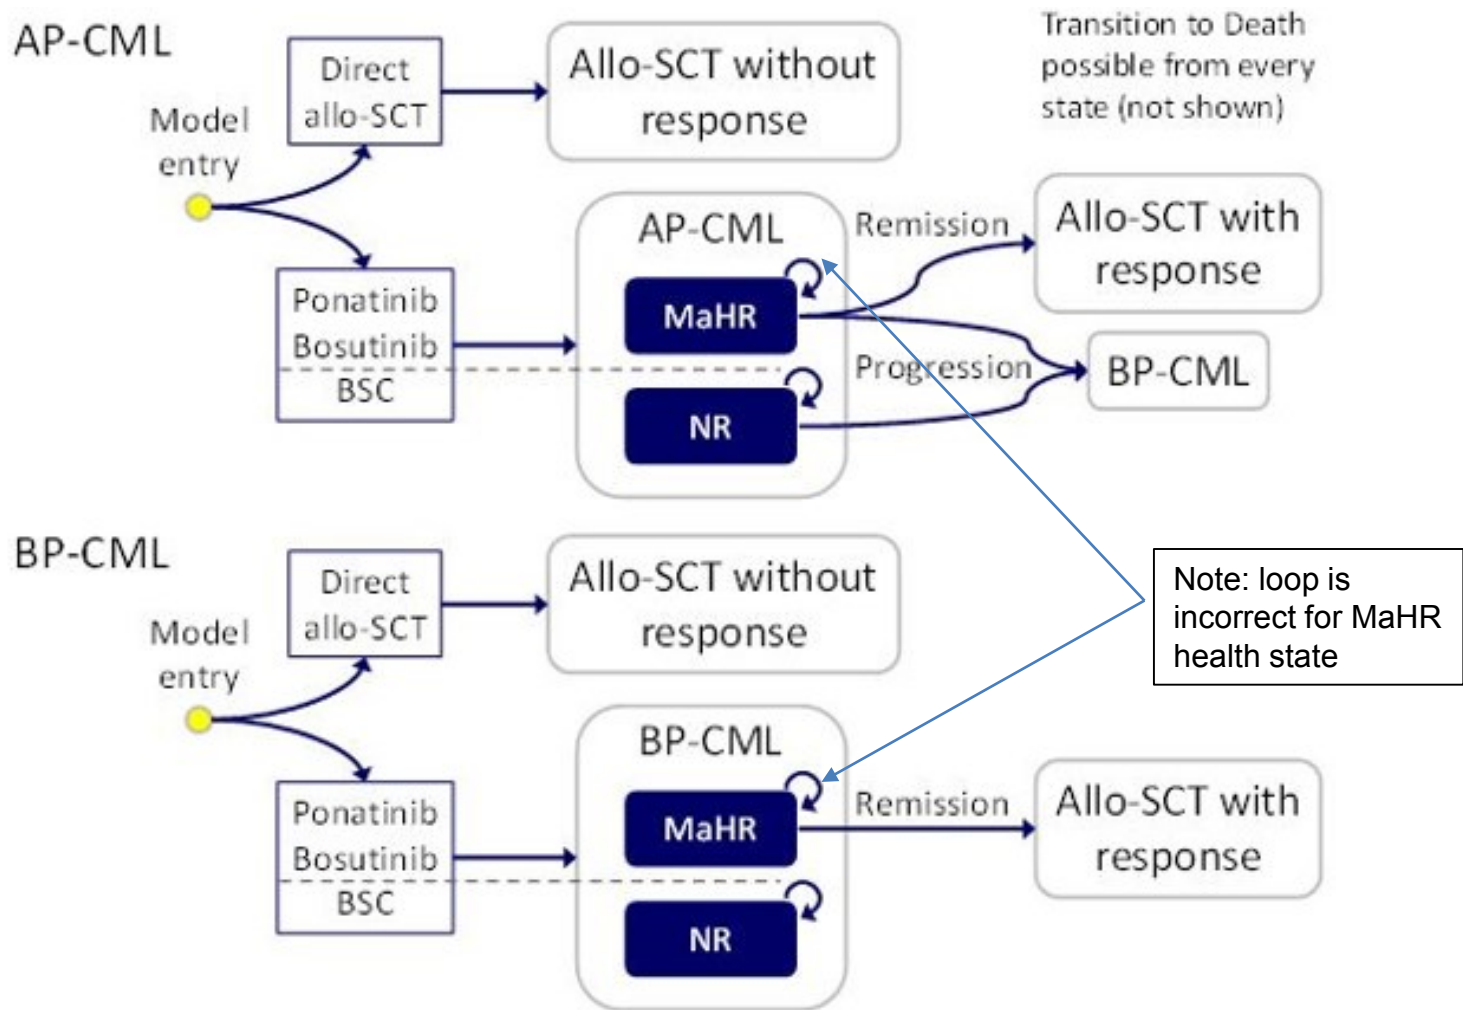 AP-CML
Model
entry
Direct
allo-SCT
Allo-SCT without
response
Transition to Death
possible from every
state (not shown)
Ponatinib
Bosutinib
BSC
AP-CML
MaHR
NR
Remission
Progression
Allo-SCT with
response
BP-CML
BP-CML
Model
entry
Direct
allo-SCT
Allo-SCT without
response
Note: loop is
incorrect for MaHR
health state
Ponatinib
Bosutinib
BSC
BP-CML
MaHR
NR
Remission
Allo-SCT with
response